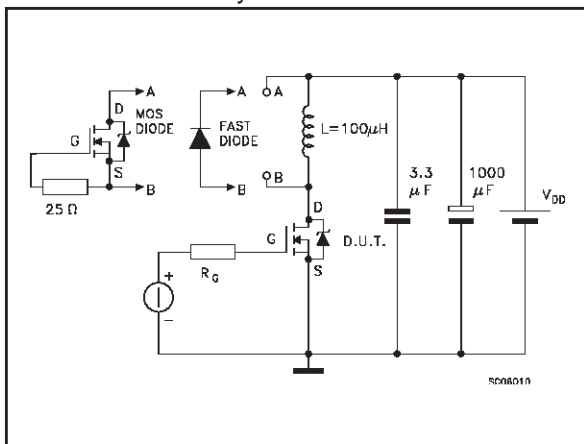 A
D
MOS
DIODE
G
S
B
25 Ω
A
FAST
DIODE
B
A
B
L=100μH
D
G
S
D.U.T.
RG
+
−
3.3
μF
1000
μF
VDD
SC06010